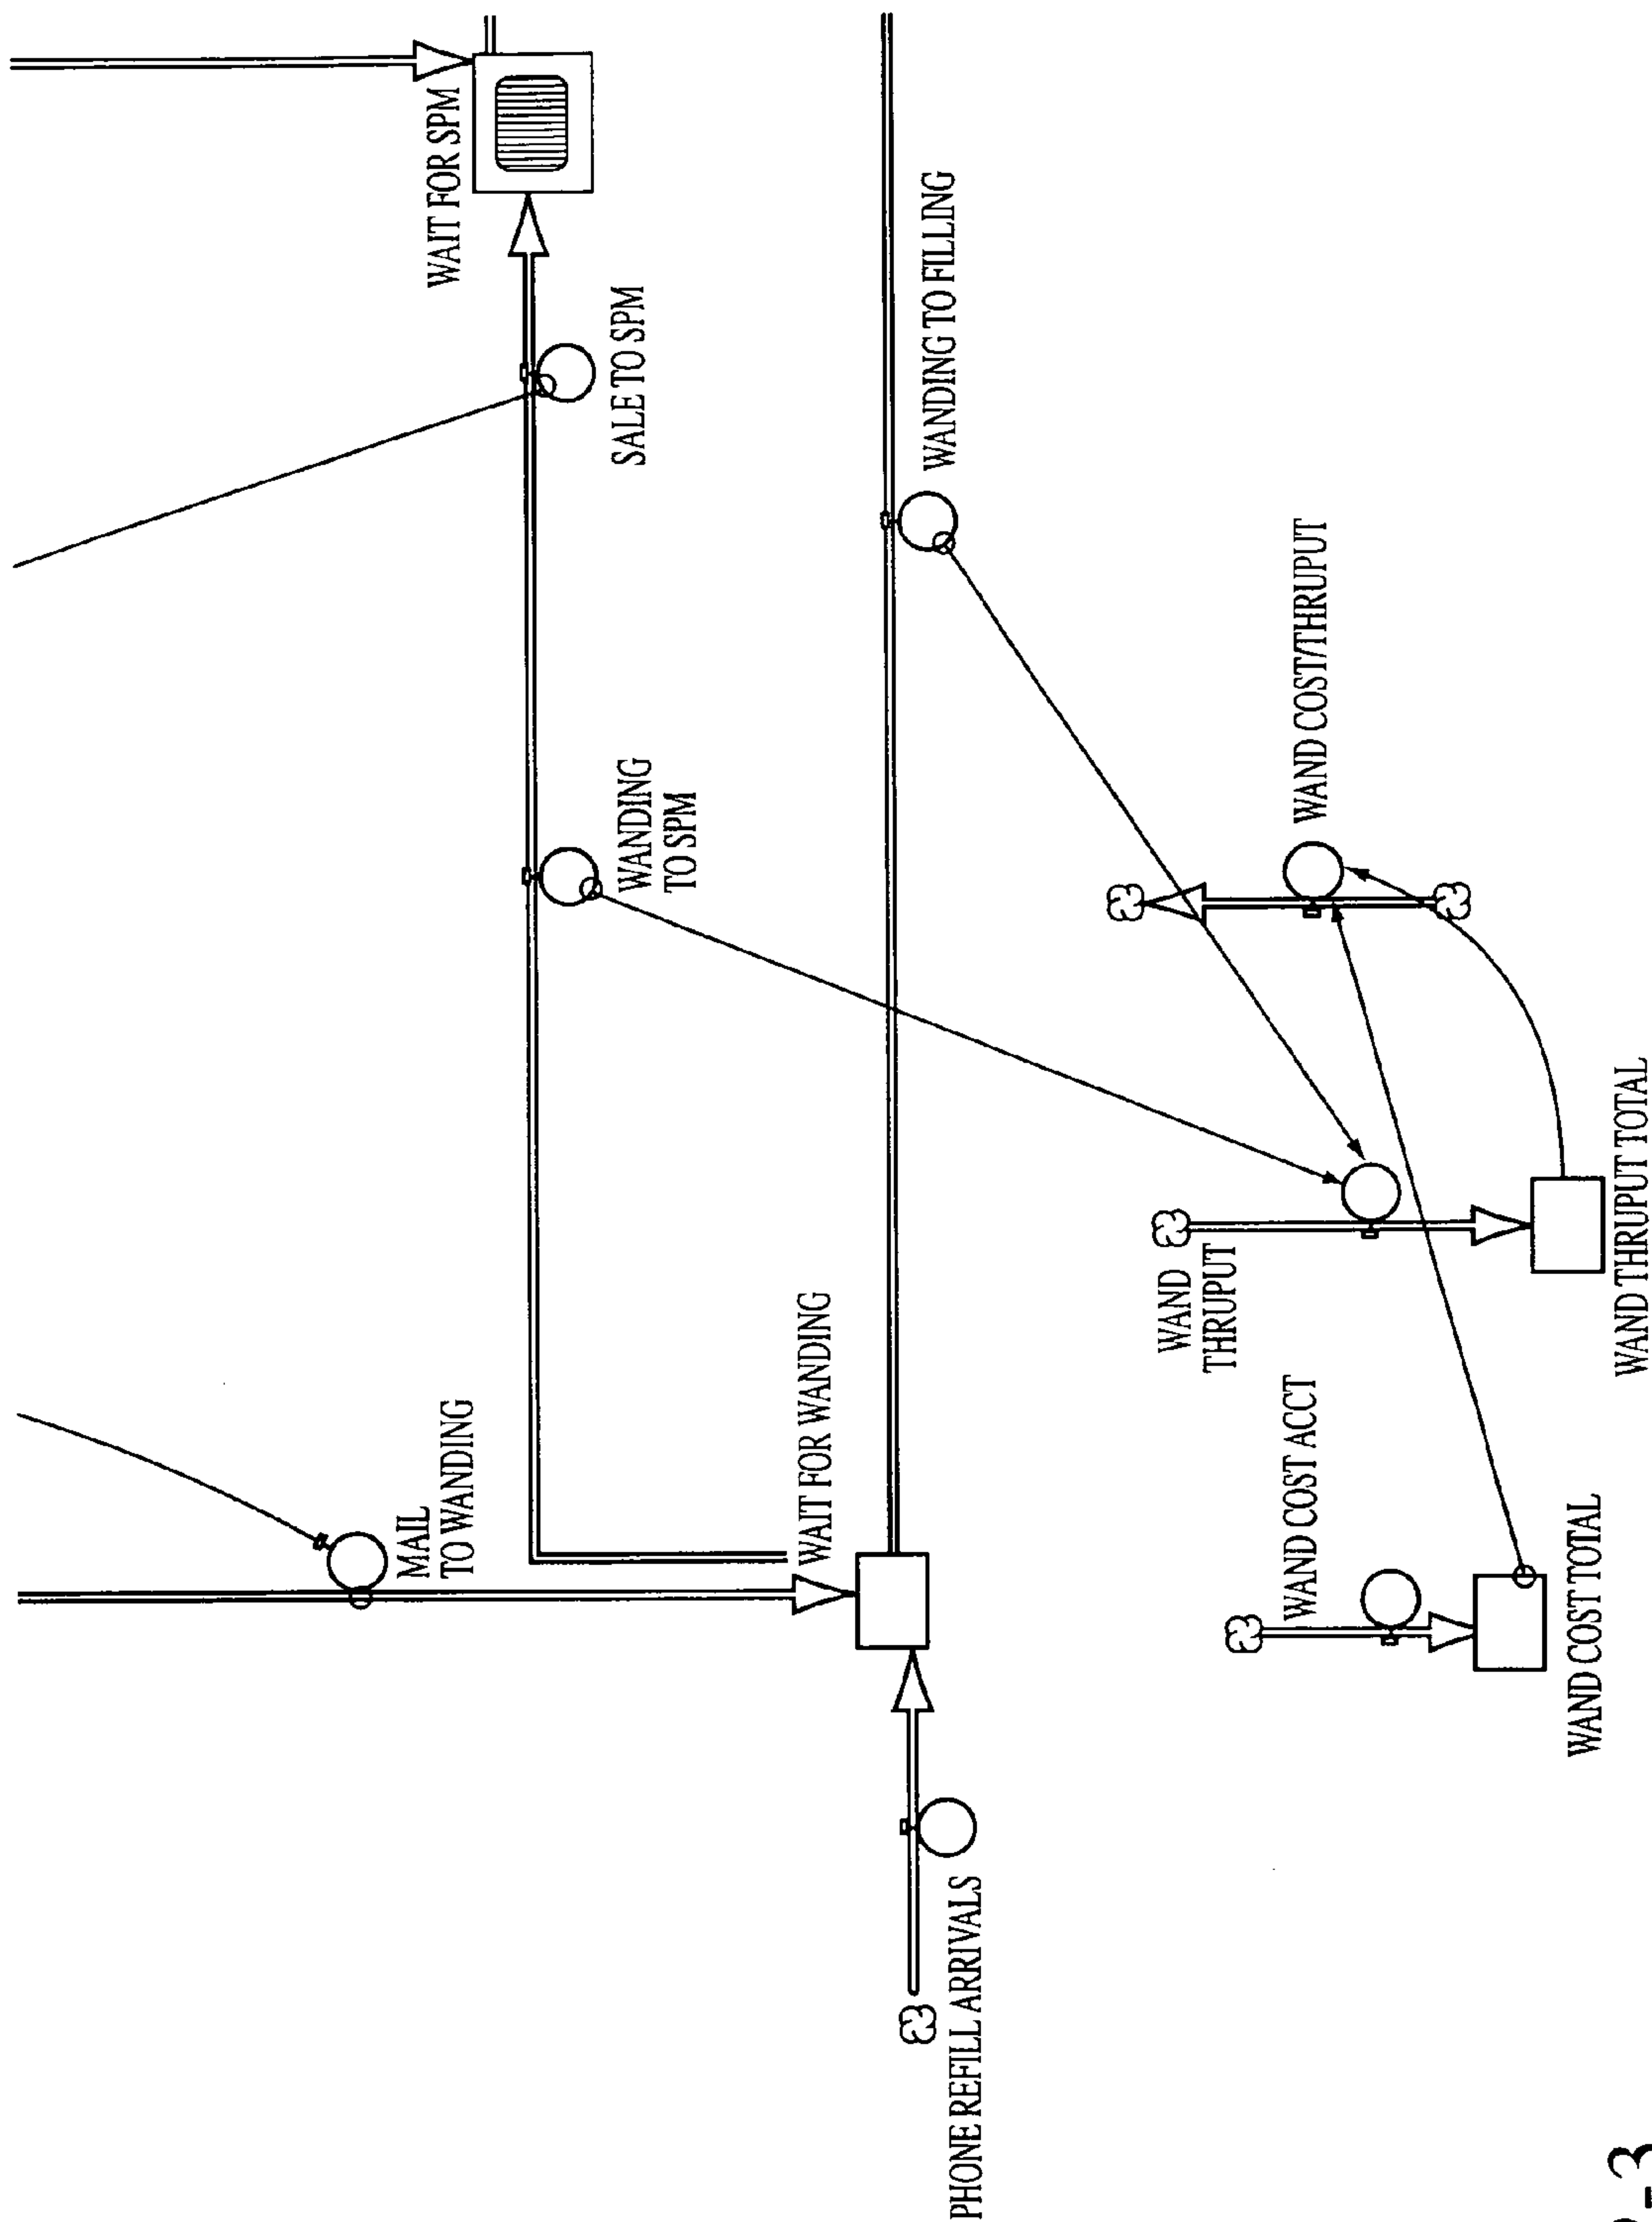 WAIT FOR SPM
SALE TO SPM
WANDING TO FILLING
WANDING
TO SPM
WAND COST/THRUPUT
MAIL
TO WANDING
WAIT FOR WANDING
WAND
THRUPUT
WAND THRUPUT TOTAL
WAND COST ACCT
WAND COST TOTAL
PHONE REFILL ARRIVALS
-3